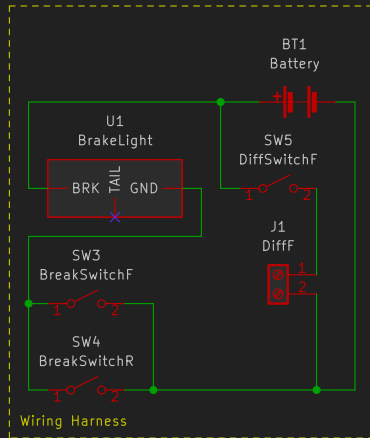 BT1
Battery
+
U1
BrakeLight
SW5
DiffSwitchF
BRK TAIL GND
1 2
J1
DiffF
1
2
SW3
BreakSwitchF
1 2
SW4
BreakSwitchR
1 2
Wiring Harness